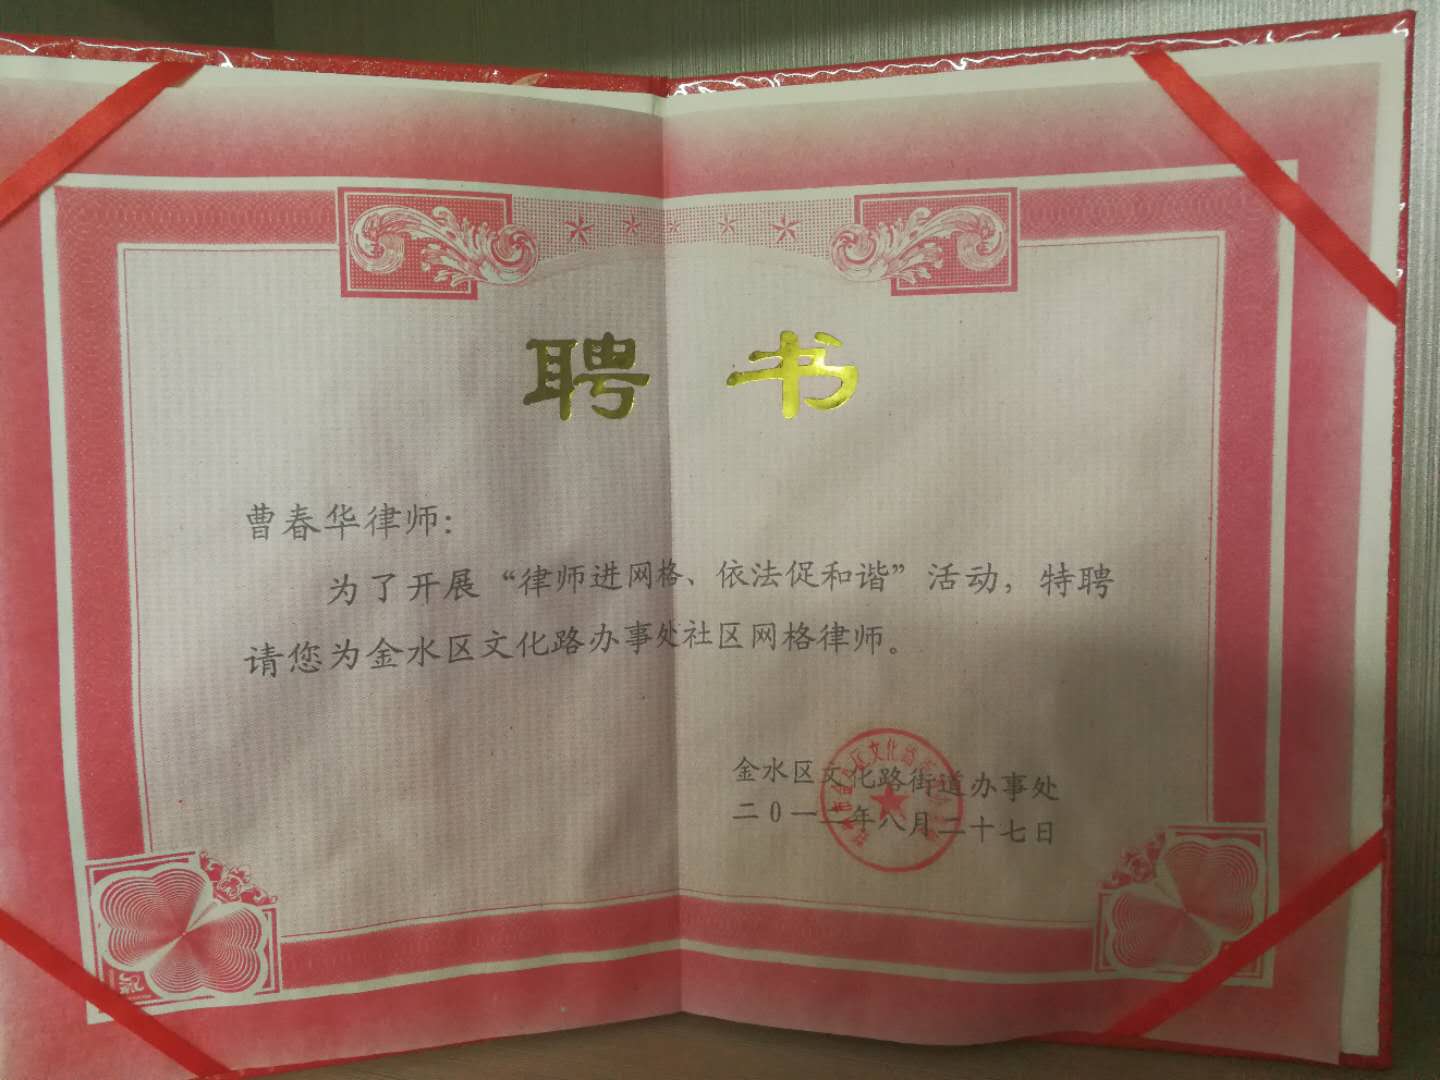 聘 书
曹春华律师：
为了开展“律师进网格、依法促和谐”活动，特聘
请您为金水区文化路办事处社区网格律师。
金水区文化路街道办事处
二0一二年八月二十七日